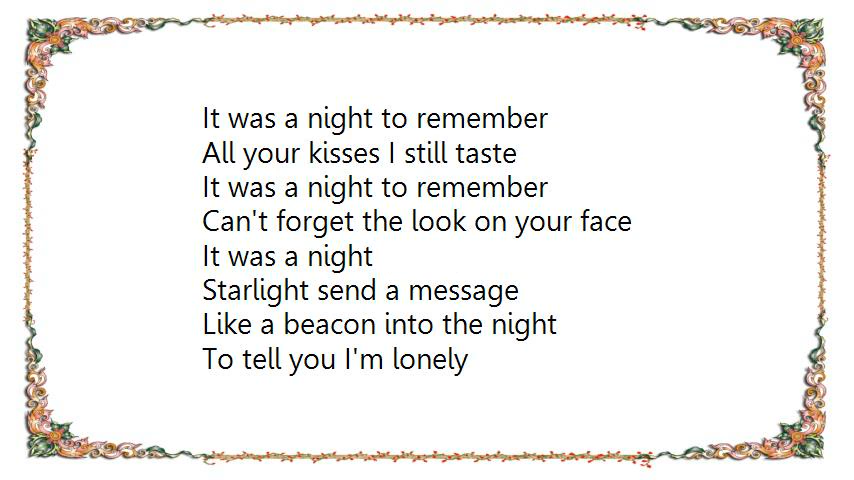 It was a night to remember
All your kisses I still taste
It was a night to remember
Can't forget the look on your face
It was a night
Starlight send a message
Like a beacon into the night
To tell you I'm lonely